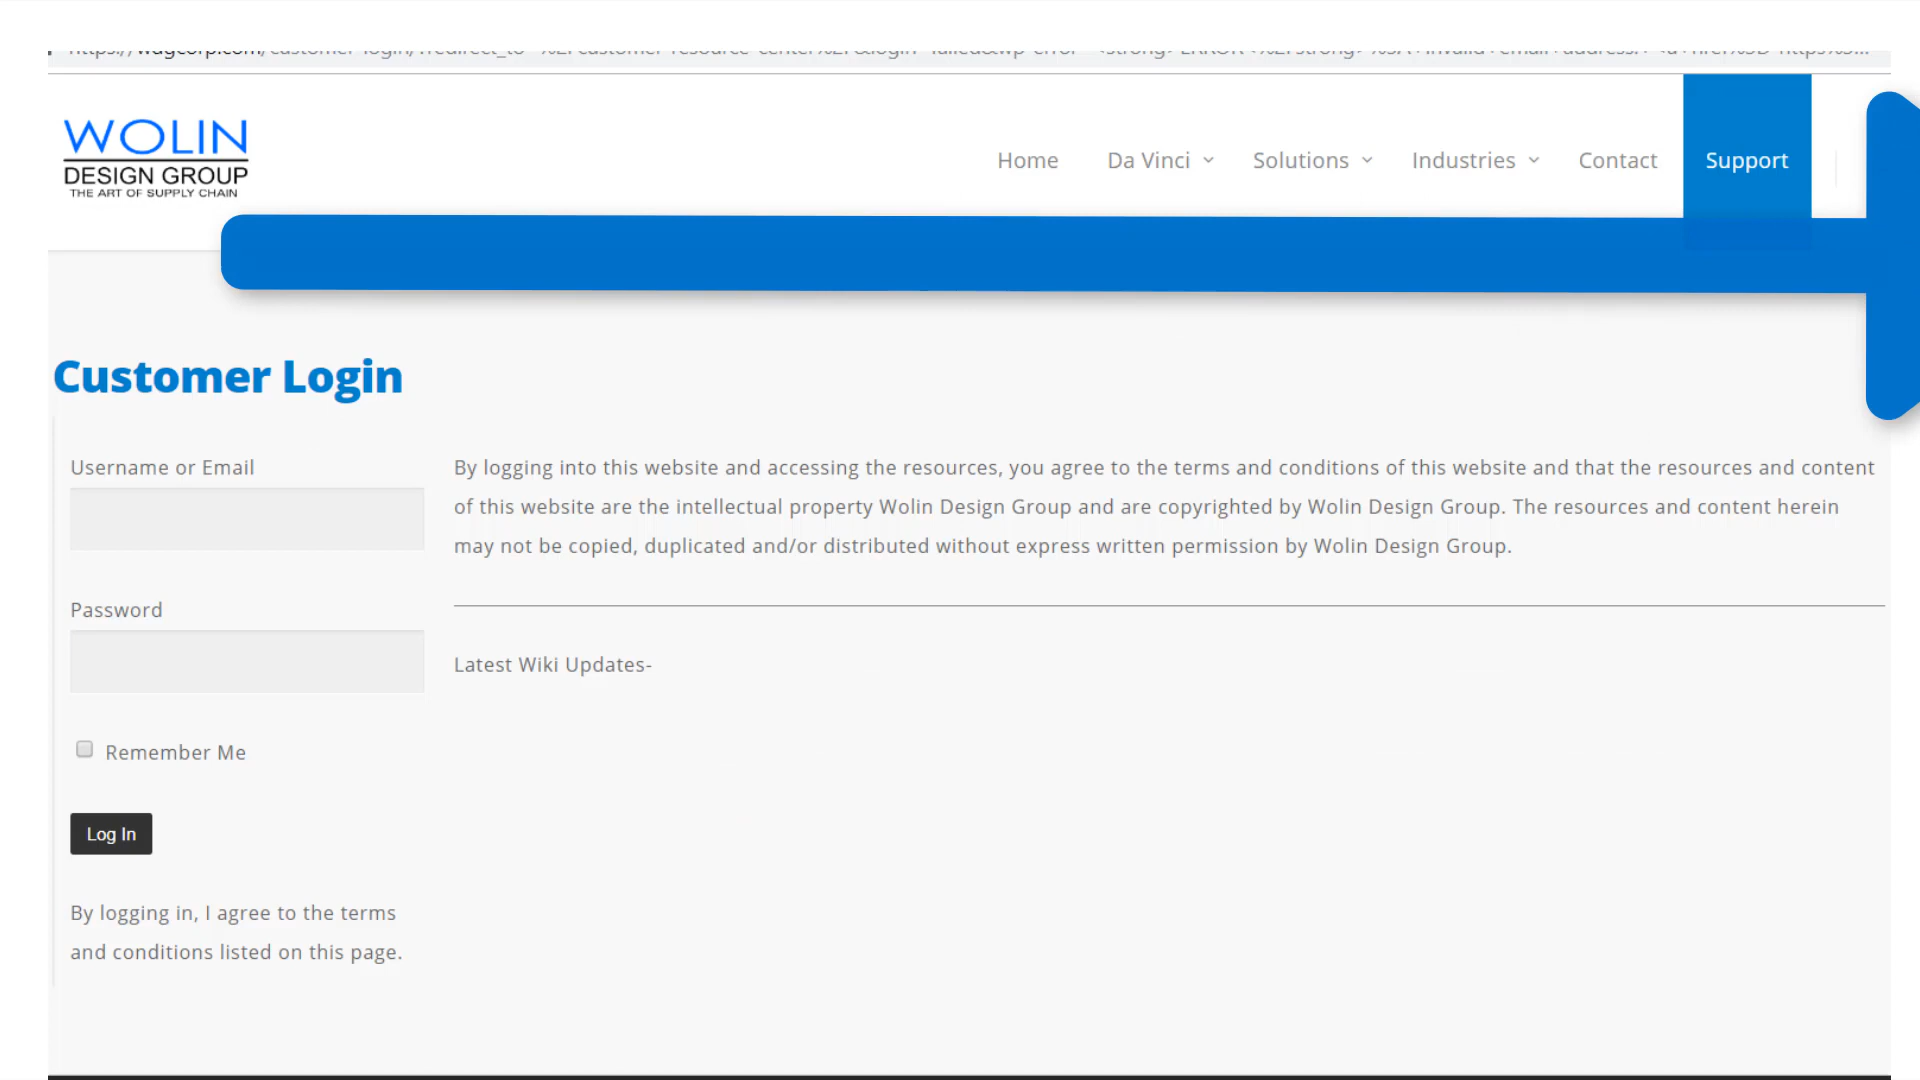 WOLIN
DESIGN GROUP
THE ART OF SUPPLY CHAIN
Home Da Vinci Solutions Industries Contact Support
Customer Login
Username or Email
By logging into this website and accessing the resources, you agree to the terms and conditions of this website and that the resources and content
of this website are the intellectual property Wolin Design Group and are copyrighted by Wolin Design Group. The resources and content herein
may not be copied, duplicated and/or distributed without express written permission by Wolin Design Group.
Password
Latest Wiki Updates-
Remember Me
Log In
By logging in, I agree to the terms
and conditions listed on this page.